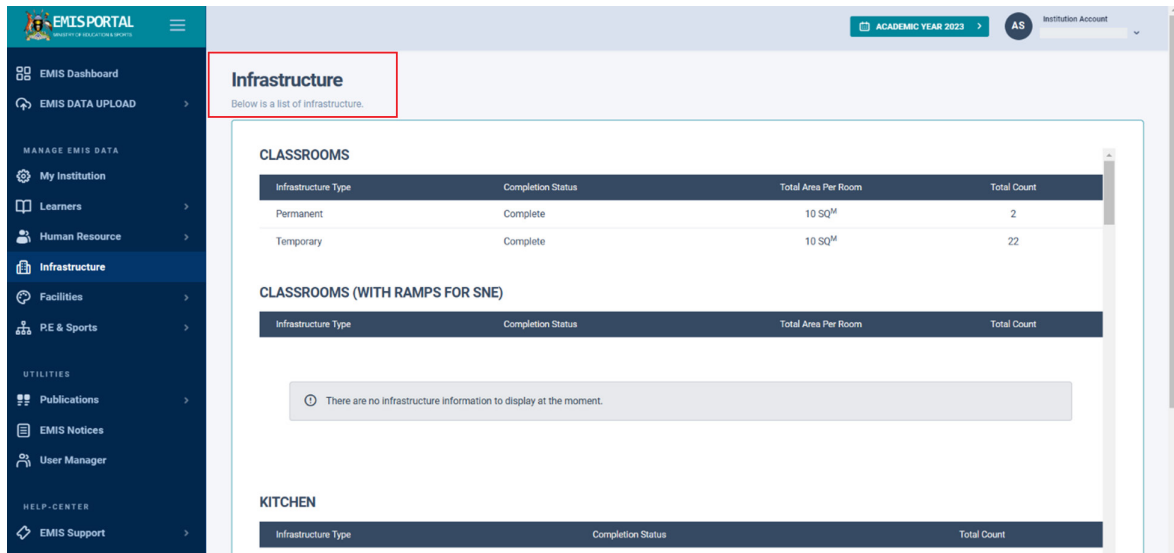 EMIS PORTAL
MINISTRY OF EDUCATION & SPORTS
ACADEMIC YEAR 2023
AS
Institution Account
EMIS Dashboard
EMIS DATA UPLOAD
MANAGE EMIS DATA
My Institution
Learners
Human Resource
Infrastructure
Facilities
P.E & Sports
UTILITIES
Publications
EMIS Notices
User Manager
HELP-CENTER
EMIS Support
Infrastructure
Below is a list of infrastructure.
CLASSROOMS
Infrastructure Type Completion Status Total Area Per Room Total Count
Permanent Complete 10 SQᴹ 2
Temporary Complete 10 SQᴹ 22
CLASSROOMS (WITH RAMPS FOR SNE)
Infrastructure Type Completion Status Total Area Per Room Total Count
There are no infrastructure information to display at the moment.
KITCHEN
Infrastructure Type Completion Status Total Count